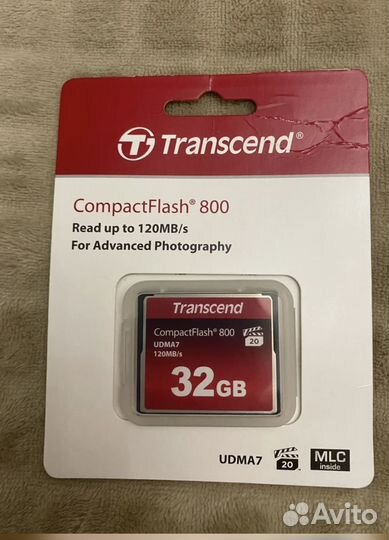 Transcend®
CompactFlash® 800
Read up to 120MB/s
For Advanced Photography
Transcend
CompactFlash® 800
UDMA7
120MB/s
20
32GB
UDMA7
20
MLC
inside
Avito